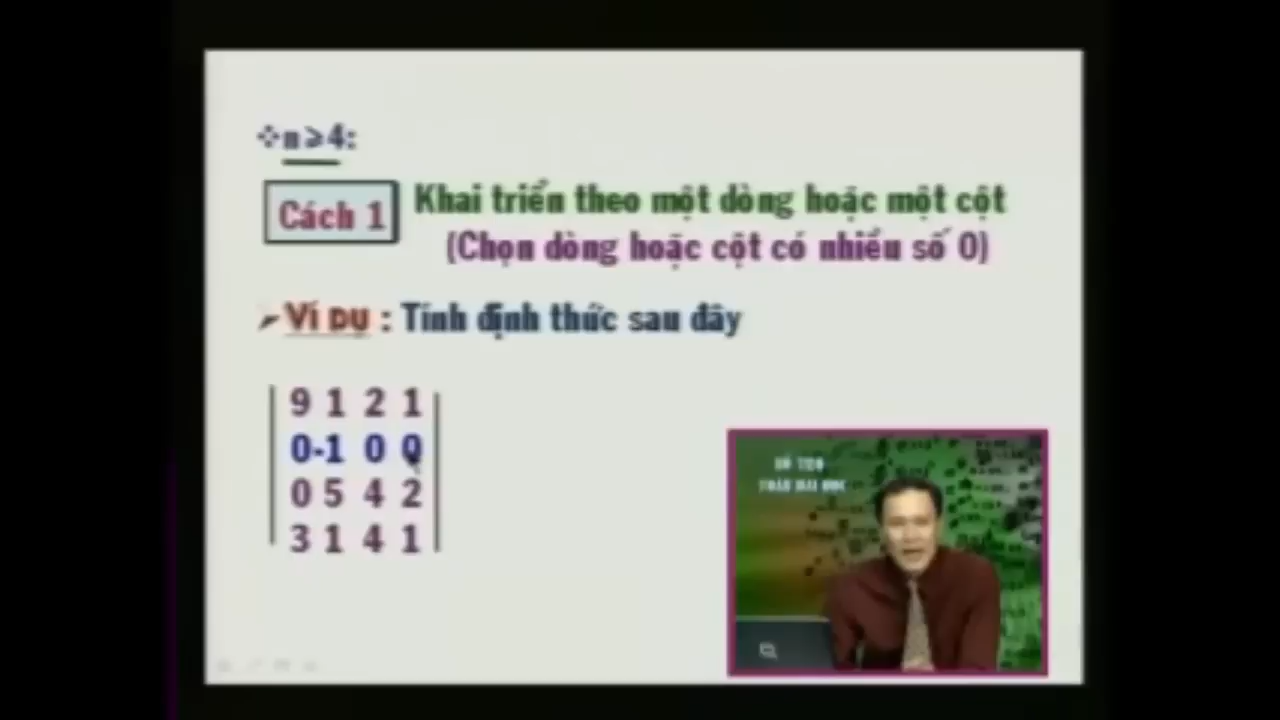 ❖n≥4:
Cách 1
Khai triển theo một dòng hoặc một cột
(Chọn dòng hoặc cột có nhiều số 0)
➢Ví Dụ : Tính định thức sau đây
9 1 2 1
0 -1 0 0
0 5 4 2
3 1 4 1